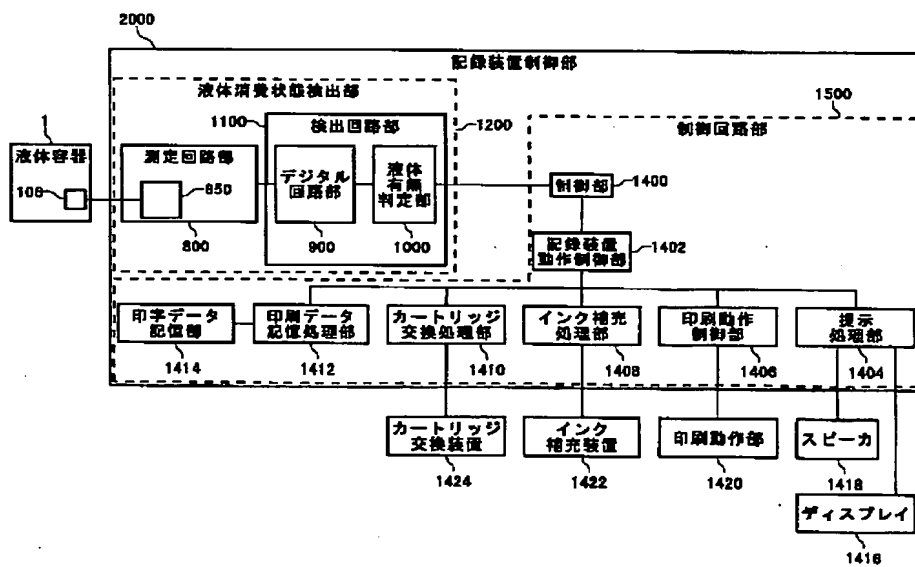 2000
記録装置制御部
液体消費状態検出部
1500
1100
検出回路部
1200
制御回路部
1
液体容器
測定回路部
デジタル
回路部
液体
有無
判定部
制御部
1400
106
850
800
900
1000
記録装置
動作制御部
1402
印字データ
記憶部
印刷データ
記憶処理部
カートリッジ
交換処理部
インク補充
処理部
印刷動作
制御部
提示
処理部
1414
1412
1410
1408
1406
1404
カートリッジ
交換装置
インク
補充装置
印刷動作部
スピーカ
1424
1422
1420
1418
ディスプレイ
1416